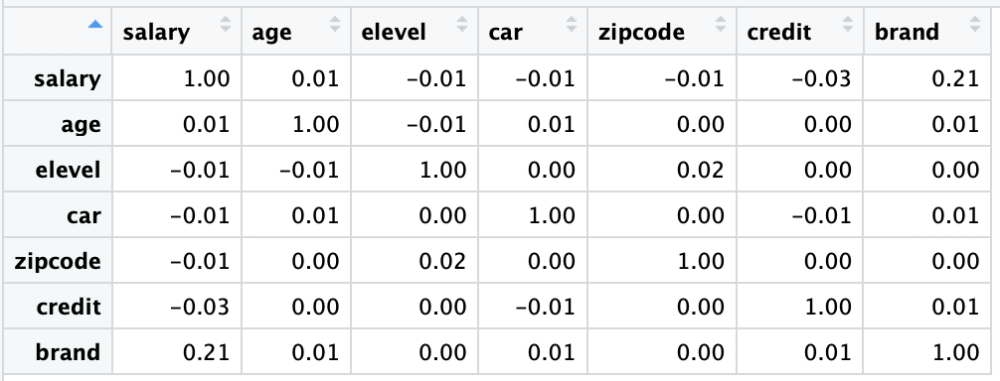 salary age elevel car zipcode credit brand
salary 1.00 0.01 −0.01 −0.01 −0.01 −0.03 0.21
age 0.01 1.00 −0.01 0.01 0.00 0.00 0.01
elevel −0.01 −0.01 1.00 0.00 0.02 0.00 0.00
car −0.01 0.01 0.00 1.00 0.00 −0.01 0.01
zipcode −0.01 0.00 0.02 0.00 1.00 0.00 0.00
credit −0.03 0.00 0.00 −0.01 0.00 1.00 0.01
brand 0.21 0.01 0.00 0.01 0.00 0.01 1.00